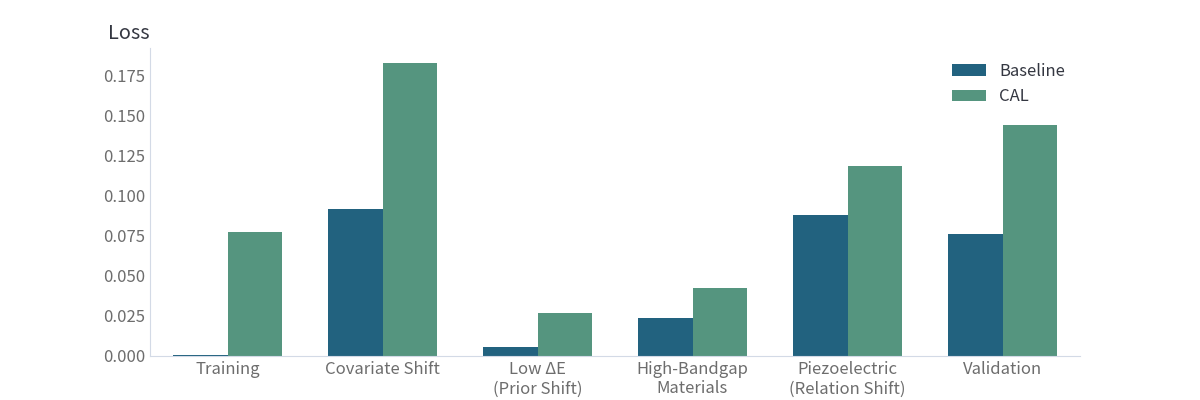 Loss
Baseline
CAL
0.175
0.150
0.125
0.100
0.075
0.050
0.025
0.000
Training
Covariate Shift
Low ΔE
(Prior Shift)
High-Bandgap
Materials
Piezoelectric
(Relation Shift)
Validation